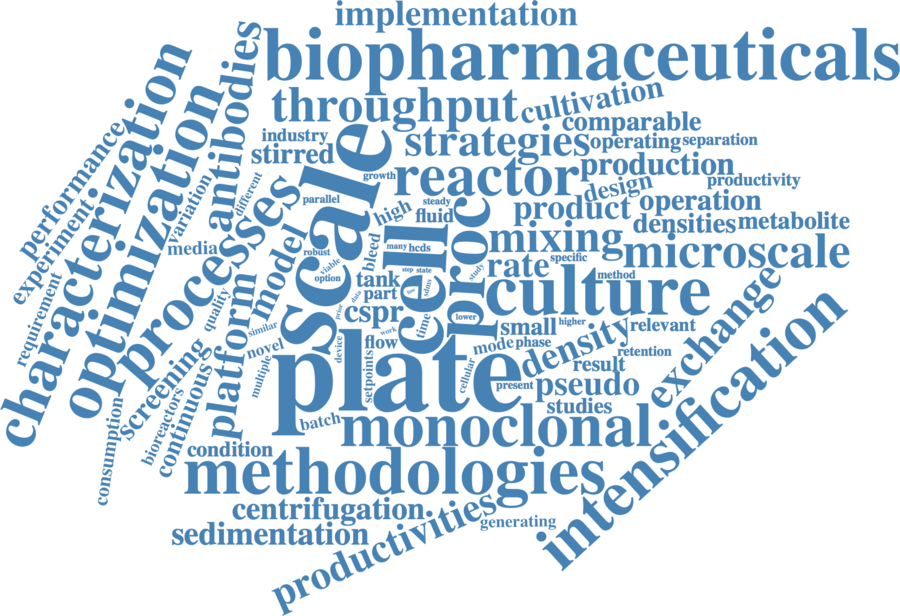 implementation
biopharmaceuticals
throughput
cultivation
comparable
industry
strategies
operating
separation
stirred
antibodies
characterization
optimization
performance
experiment
variation
different
processes
scale
growth
reactor
production
productivity
design
parallel
steady
high
fluid
product
operation
densities
metabolite
media
model
robust
bleed
many
hcds
cell
proc
mixing
microscale
rate
specific
method
requirement
quality
viable
option
step
state
study
tank
part
data
time
culture
exchange
platform
similar
novel
multiple
cspr
lower
small
higher
density
relevant
flow
work
device
mode
phase
retention
result
screening
continuous
bioreactors
consumption
plate
setpoints
cellular
present
pseudo
studies
batch
monoclonal
intensification
condition
methodologies
centrifugation
sedimentation
productivities
generating